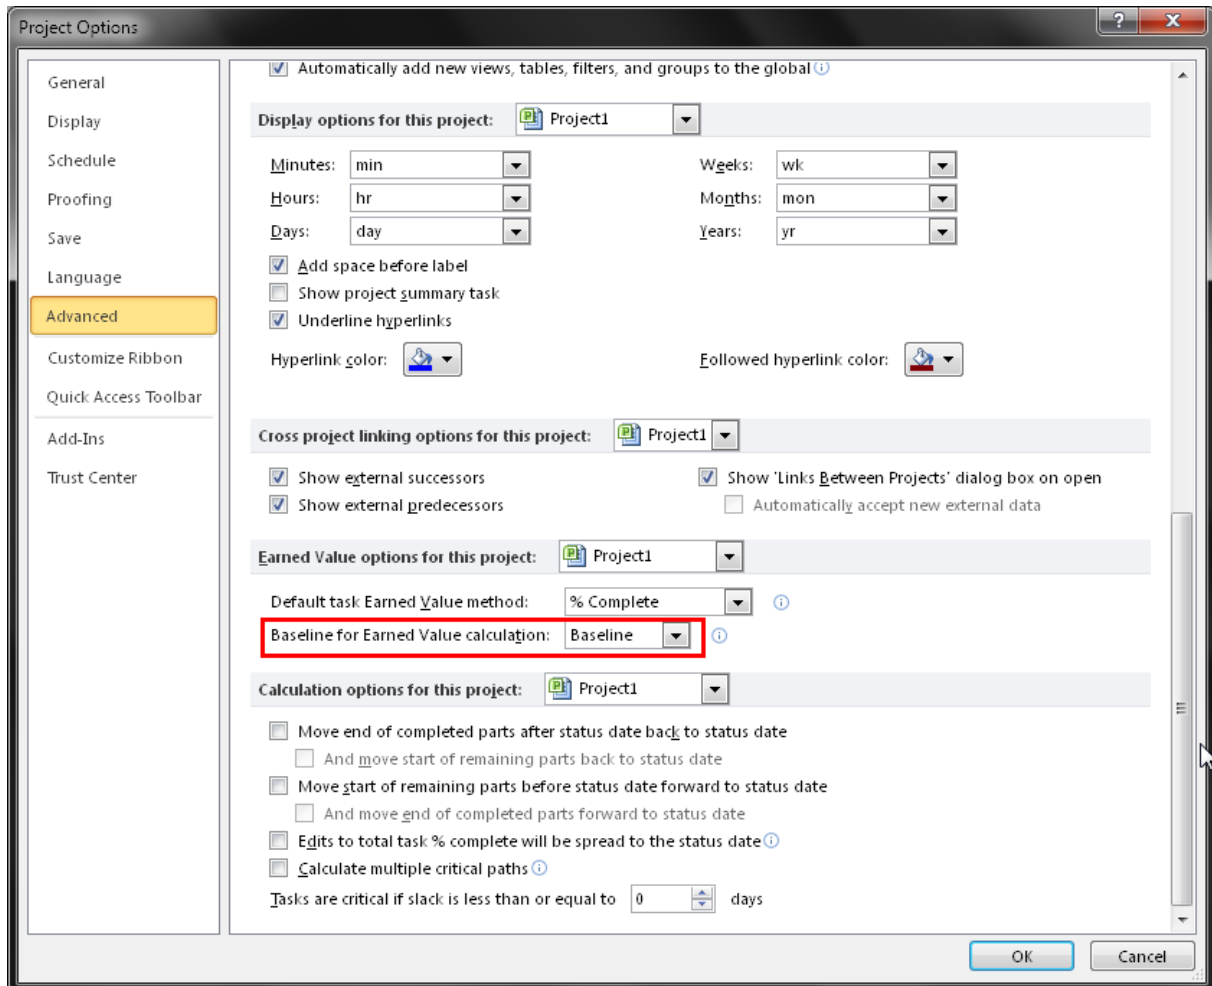 Project Options
General
Display
Schedule
Proofing
Save
Language
Advanced
Customize Ribbon
Quick Access Toolbar
Add-Ins
Trust Center
Automatically add new views, tables, filters, and groups to the global
Display options for this project: Project1
Minutes: min Weeks: wk
Hours: hr Months: mon
Days: day Years: yr
Add space before label
Show project summary task
Underline hyperlinks
Hyperlink color: Followed hyperlink color:
Cross project linking options for this project: Project1
Show external successors Show 'Links Between Projects' dialog box on open
Show external predecessors Automatically accept new external data
Earned Value options for this project: Project1
Default task Earned Value method: % Complete
Baseline for Earned Value calculation: Baseline
Calculation options for this project: Project1
Move end of completed parts after status date back to status date
And move start of remaining parts back to status date
Move start of remaining parts before status date forward to status date
And move end of completed parts forward to status date
Edits to total task % complete will be spread to the status date
Calculate multiple critical paths
Tasks are critical if slack is less than or equal to 0 days
OK Cancel